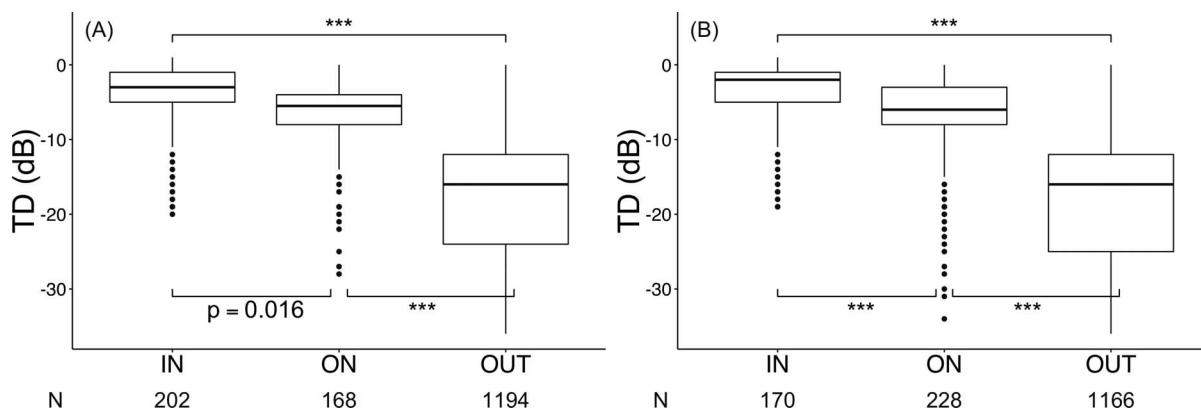 (A)
***
TD (dB)
0
-10
-20
-30
p = 0.016
***
IN ON OUT
N 202 168 1194
(B)
***
TD (dB)
0
-10
-20
-30
***
***
IN ON OUT
N 170 228 1166